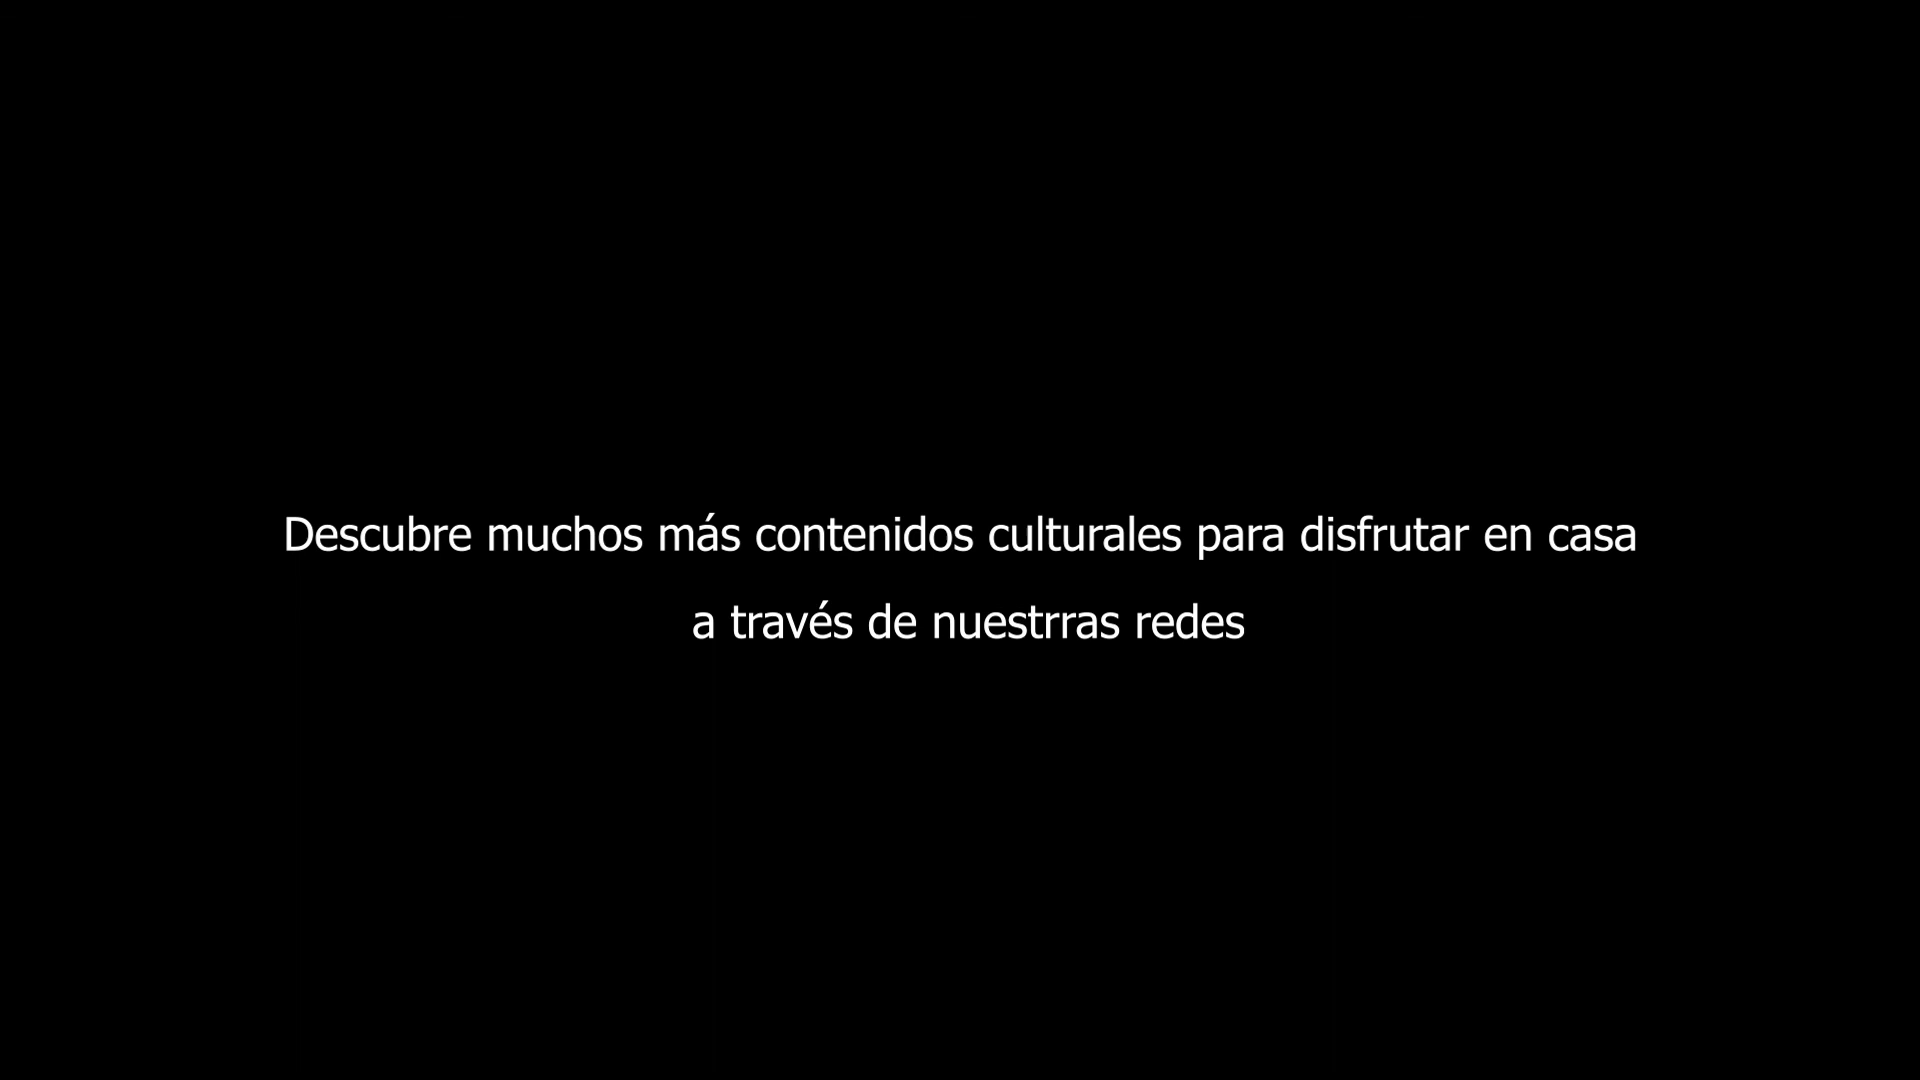 Descubre muchos más contenidos culturales para disfrutar en casa
a través de nuestrras redes